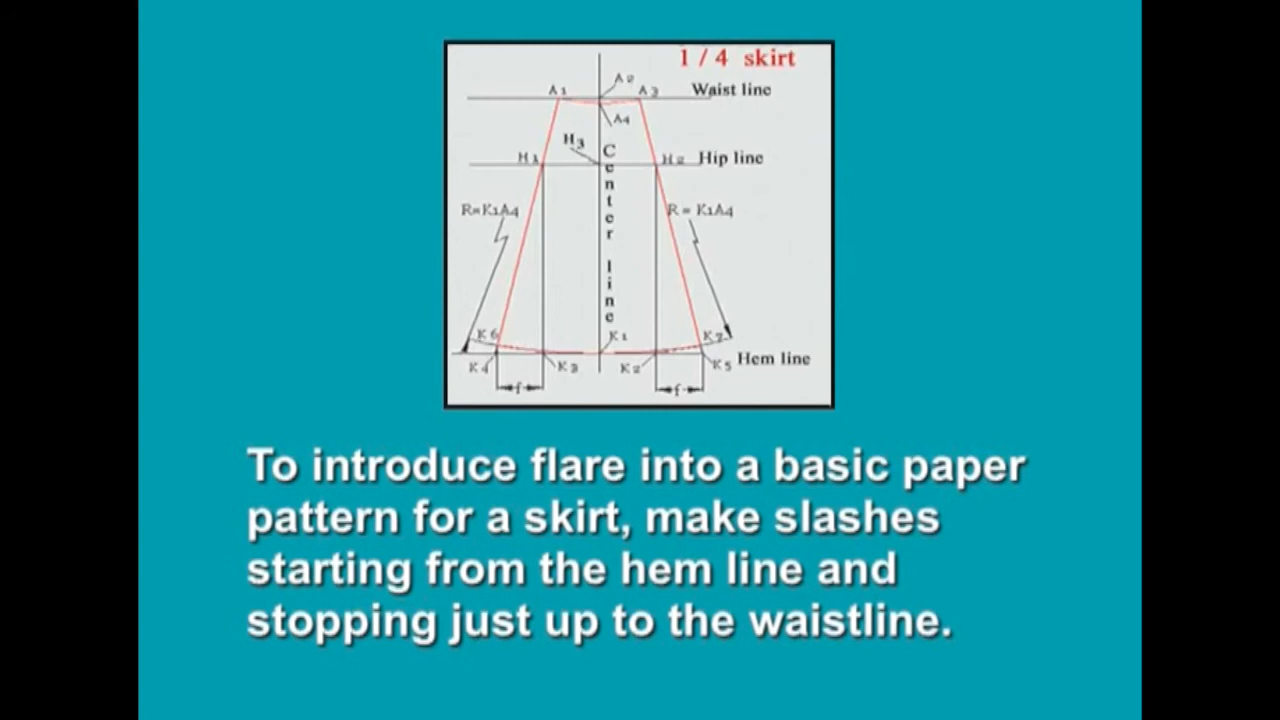 1 / 4 skirt
A2
A1
A3
Waist line
A4
H3
H1
H2
Hip line
Center line
R=K1A4
R = K1A4
K6
K1
K7
K4
K3
K2
K5
Hem line
f
f
To introduce flare into a basic paper
pattern for a skirt, make slashes
starting from the hem line and
stopping just up to the waistline.